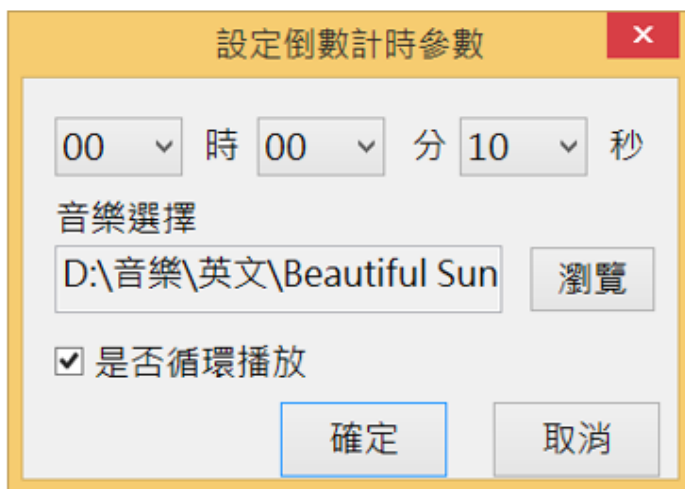 設定倒數計時參數
00 時 00 分 10 秒
音樂選擇
D:\音樂\英文\Beautiful Sun 瀏覽
是否循環播放
確定 取消